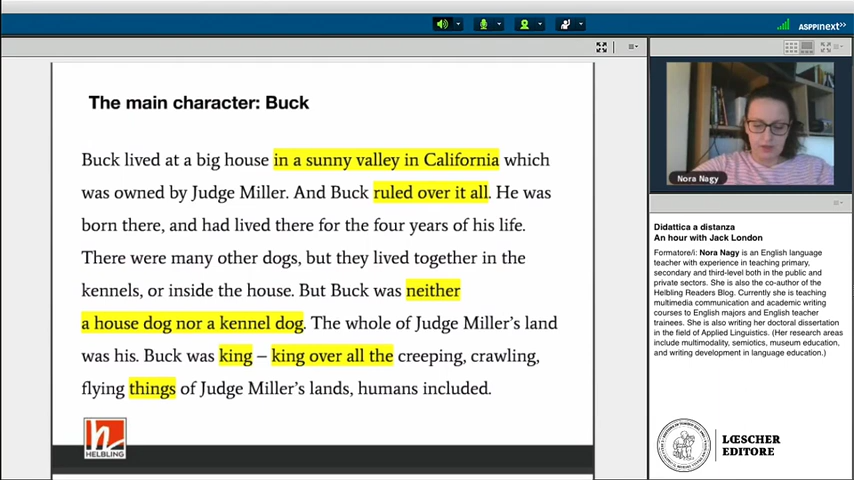 ASPPInext>>
The main character: Buck
Buck lived at a big house in a sunny valley in California which
was owned by Judge Miller. And Buck ruled over it all. He was
born there, and had lived there for the four years of his life.
There were many other dogs, but they lived together in the
kennels, or inside the house. But Buck was neither
a house dog nor a kennel dog. The whole of Judge Miller's land
was his. Buck was king – king over all the creeping, crawling,
flying things of Judge Miller's lands, humans included.
h
HELBLING
Nora Nagy
Didattica a distanza
An hour with Jack London
Formatore/i: Nora Nagy is an English language
teacher with experience in teaching primary,
secondary and third-level both in the public and
private sectors. She is also the co-author of the
Helbling Readers Blog. Currently she is teaching
multimedia communication and academic writing
courses to English majors and English teacher
trainees. She is also writing her doctoral dissertation
in the field of Applied Linguistics. (Her research areas
include multimodality, semiotics, museum education,
and writing development in language education.)
LŒSCHER
EDITORE